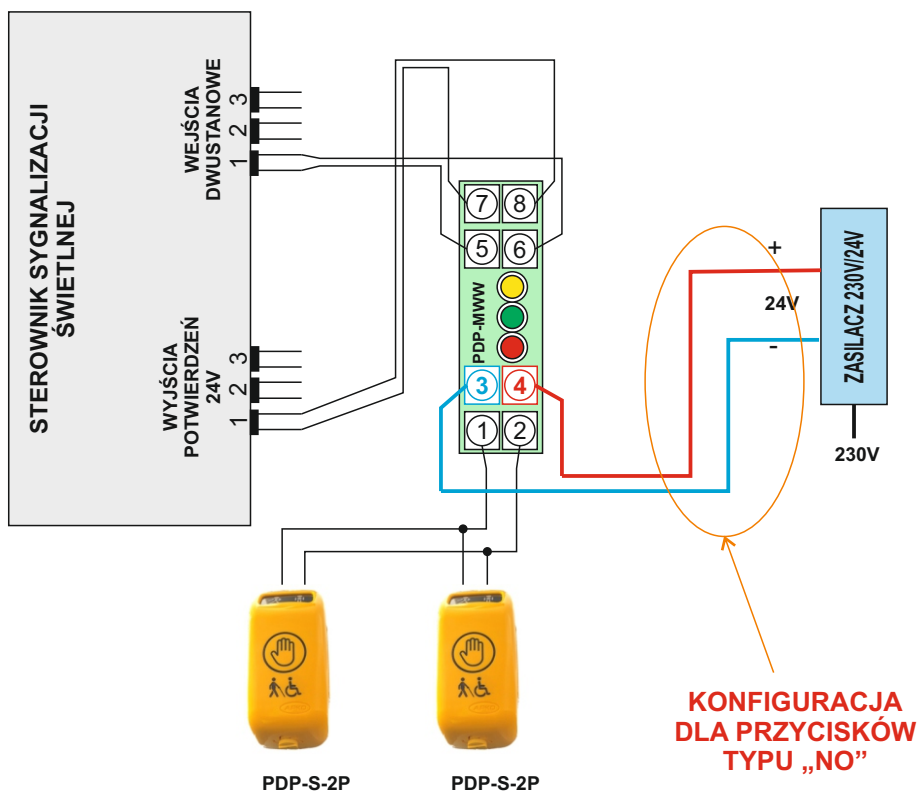 STEROWNIK SYGNALIZACJI
ŚWIETLNEJ
WEJŚCIA
DWUSTANOWE
3
2
1
WYJŚCIA
POTWIERDZEŃ
24V
3
2
1
7
8
5
6
PDP-MWW
3
4
1
2
+
24V
-
ZASILACZ 230V/24V
230V
PDP-S-2P
PDP-S-2P
KONFIGURACJA
DLA PRZYCISKÓW
TYPU „NO”